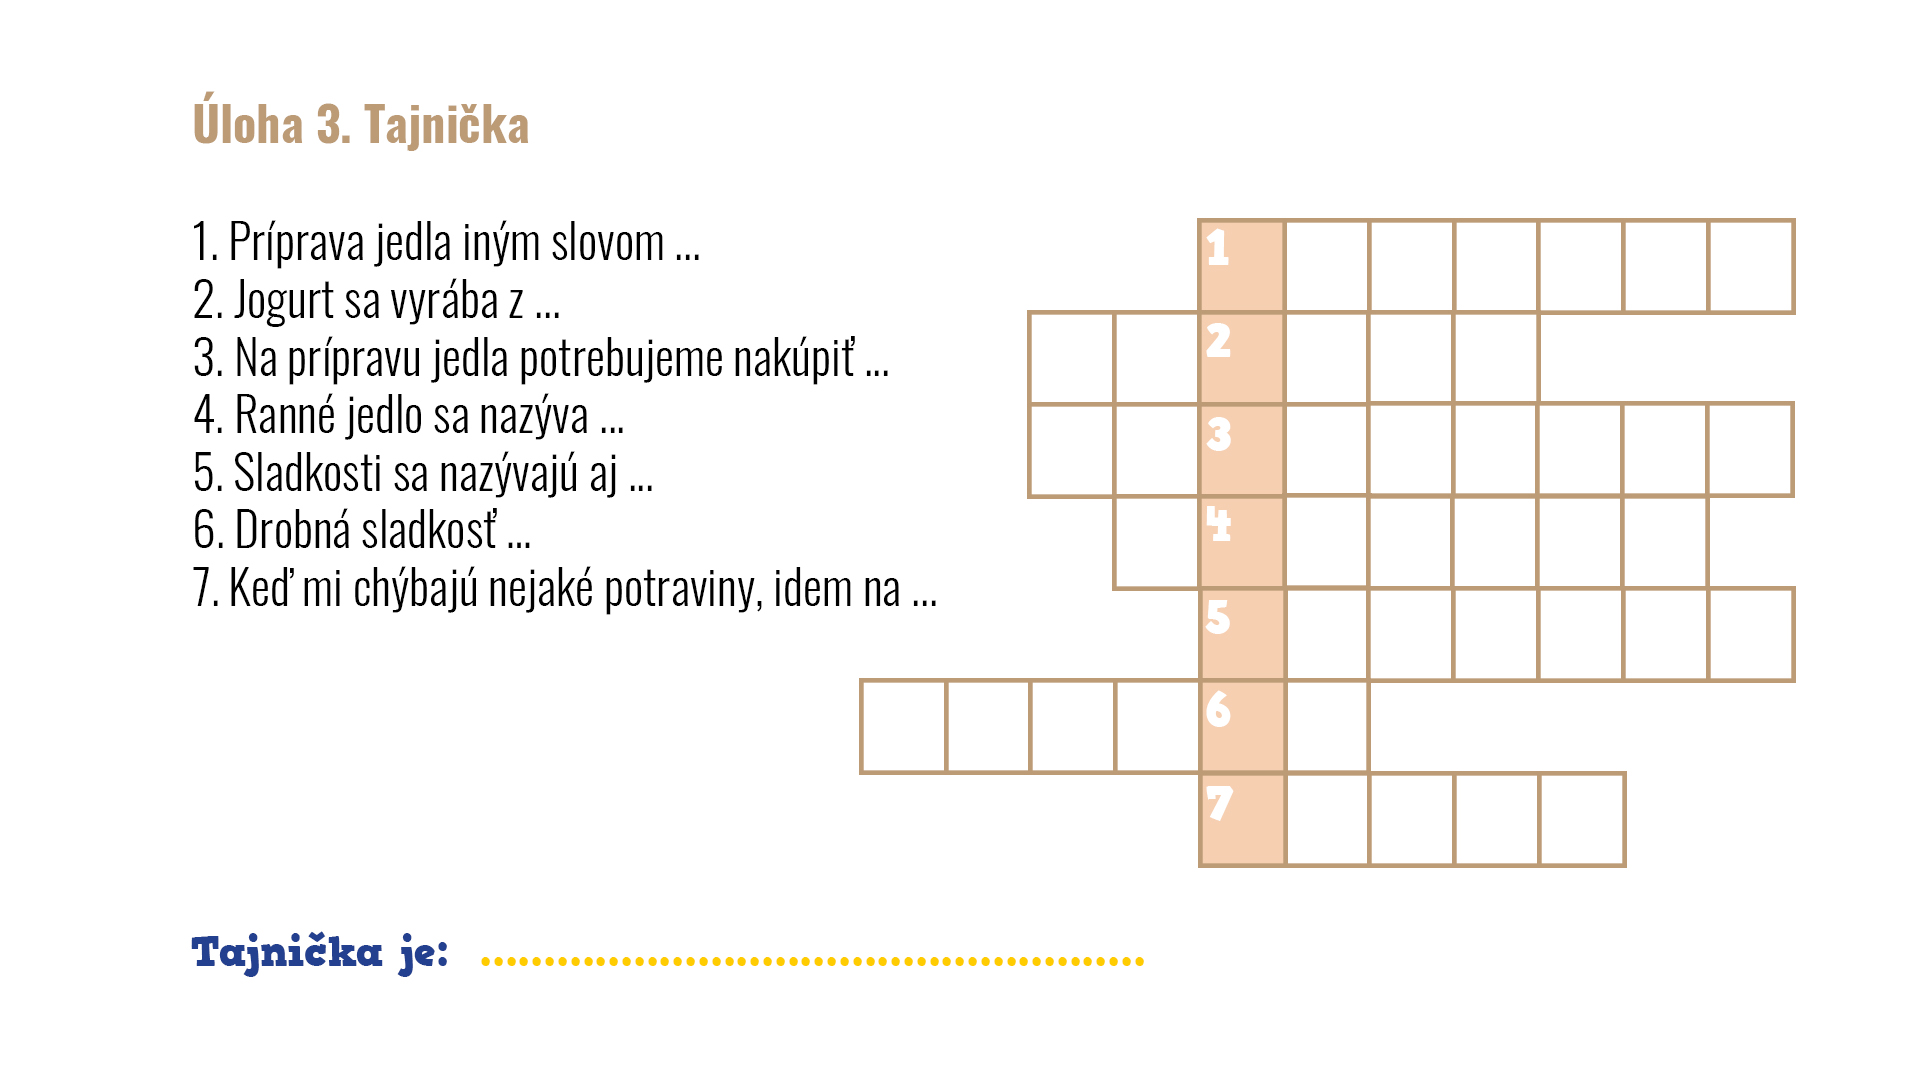 Úloha 3. Tajnička
1. Príprava jedla iným slovom ...
2. Jogurt sa vyrába z ...
3. Na prípravu jedla potrebujeme nakúpiť ...
4. Ranné jedlo sa nazýva ...
5. Sladkosti sa nazývajú aj ...
6. Drobná sladkosť ...
7. Keď mi chýbajú nejaké potraviny, idem na ...
1
2
3
4
5
6
7
Tajnička je: ....................................................